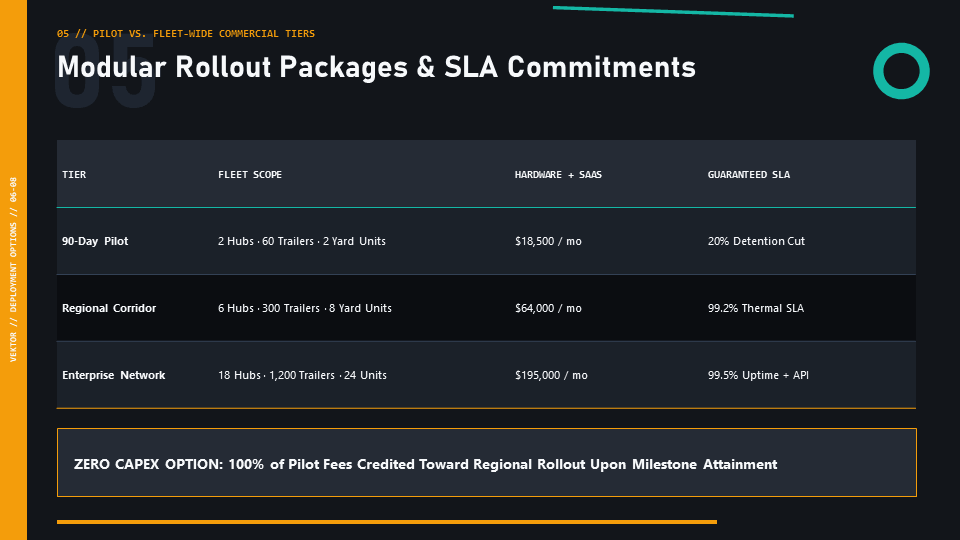 05 // PILOT VS. FLEET-WIDE COMMERCIAL TIERS
05
Modular Rollout Packages & SLA Commitments
VEKTOR // DEPLOYMENT OPTIONS // 06-08
TIER FLEET SCOPE HARDWARE + SAAS GUARANTEED SLA
90-Day Pilot 2 Hubs · 60 Trailers · 2 Yard Units $18,500 / mo 20% Detention Cut
Regional Corridor 6 Hubs · 300 Trailers · 8 Yard Units $64,000 / mo 99.2% Thermal SLA
Enterprise Network 18 Hubs · 1,200 Trailers · 24 Units $195,000 / mo 99.5% Uptime + API
ZERO CAPEX OPTION: 100% of Pilot Fees Credited Toward Regional Rollout Upon Milestone Attainment